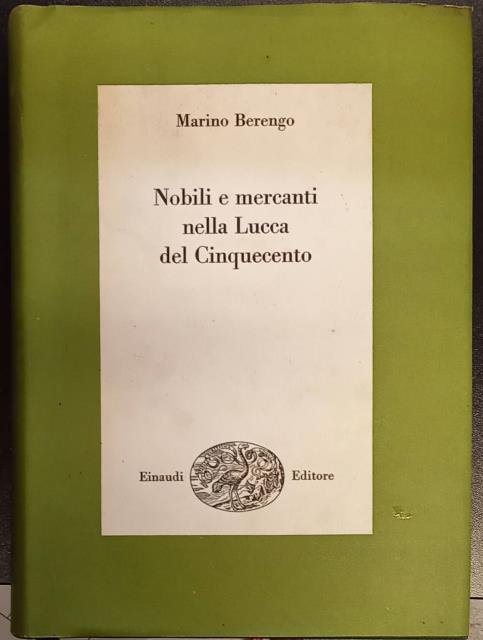 Marino Berengo
Nobili e mercanti
nella Lucca
del Cinquecento
Einaudi Editore